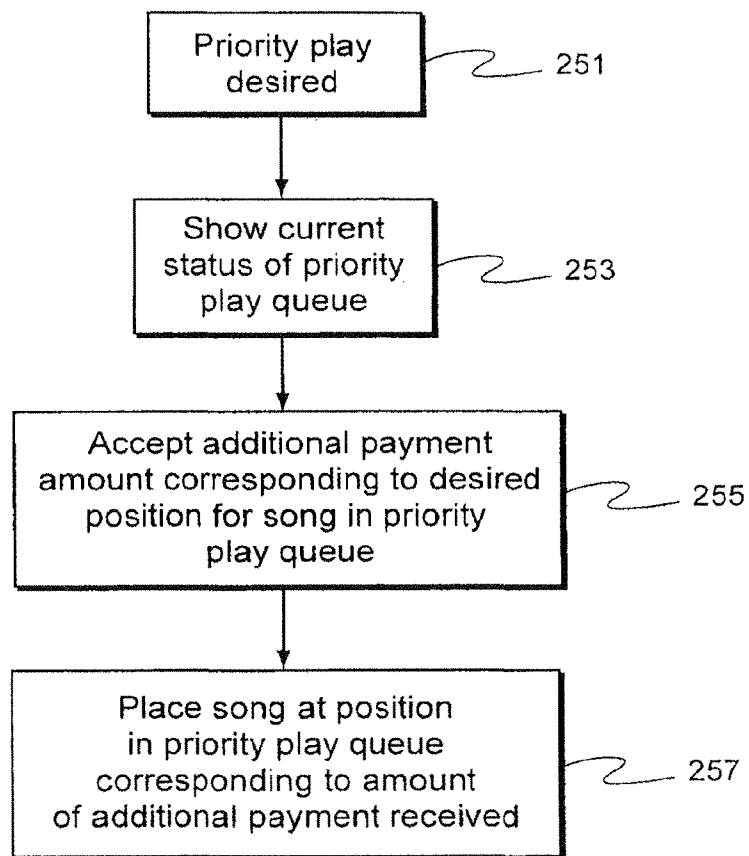 Priority play
desired
251
Show current
status of priority
play queue
253
Accept additional payment
amount corresponding to desired
position for song in priority
play queue
255
Place song at position
in priority play queue
corresponding to amount
of additional payment received
257